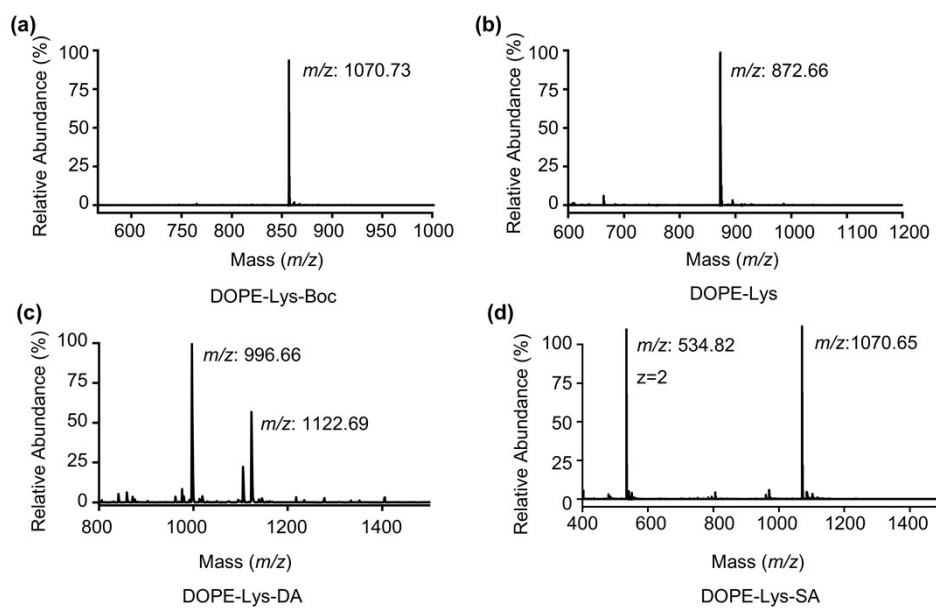 (a)
Relative Abundance (%)
100
75
50
25
0
m/z: 1070.73
600 750 800 850 900 950 1000
Mass (m/z)
DOPE-Lys-Boc
(b)
Relative Abundance (%)
100
75
50
25
0
m/z: 872.66
600 700 800 900 1000 1100 1200
Mass (m/z)
DOPE-Lys
(c)
Relative Abundance (%)
100
75
50
25
0
m/z: 996.66
m/z: 1122.69
800 1000 1200 1400
Mass (m/z)
DOPE-Lys-DA
(d)
Relative Abundance (%)
100
75
50
25
0
m/z: 534.82
z=2
m/z:1070.65
400 600 800 1000 1200 1400
Mass (m/z)
DOPE-Lys-SA